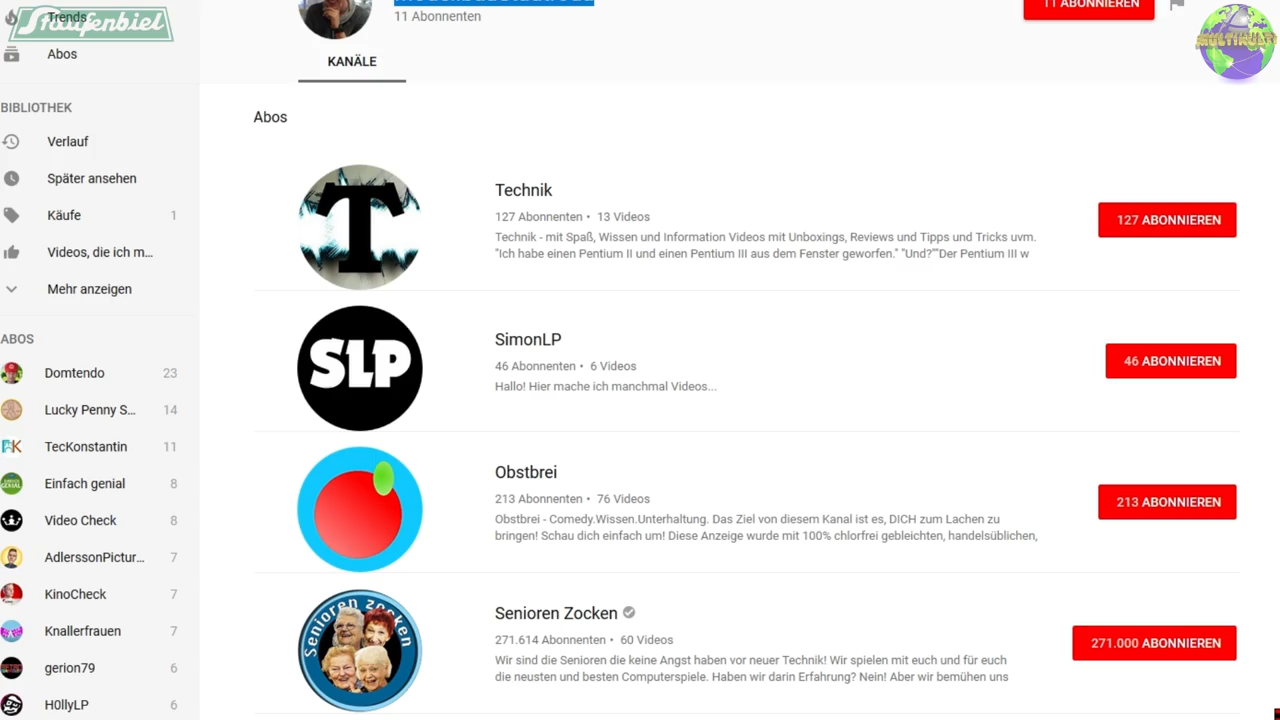 Trends
Staufenbiel
Abos
BIBLIOTHEK
Verlauf
Später ansehen
Käufe 1
Videos, die ich m...
Mehr anzeigen
ABOS
Domtendo 23
Lucky Penny S... 14
TecKonstantin 11
Einfach genial 8
Video Check 8
AdlerssonPictur... 7
KinoCheck 7
Knallerfrauen 7
gerion79 6
H0llyLP 6
11 Abonnenten
11 ABONNIEREN
MULTIKULTI
KANÄLE
Abos
T
Technik
127 Abonnenten • 13 Videos
Technik - mit Spaß, Wissen und Information Videos mit Unboxings, Reviews und Tipps und Tricks uvm.
"Ich habe einen Pentium II und einen Pentium III aus dem Fenster geworfen." "Und?""Der Pentium III w
127 ABONNIEREN
SLP
SimonLP
46 Abonnenten • 6 Videos
Hallo! Hier mache ich manchmal Videos...
46 ABONNIEREN
Obstbrei
213 Abonnenten • 76 Videos
Obstbrei - Comedy.Wissen.Unterhaltung. Das Ziel von diesem Kanal ist es, DICH zum Lachen zu
bringen! Schau dich einfach um! Diese Anzeige wurde mit 100% chlorfrei gebleichten, handelsüblichen,
213 ABONNIEREN
Senioren zocken
Senioren Zocken
271.614 Abonnenten • 60 Videos
Wir sind die Senioren die keine Angst haben vor neuer Technik! Wir spielen mit euch und für euch
die neusten und besten Computerspiele. Haben wir darin Erfahrung? Nein! Aber wir bemühen uns
271.000 ABONNIEREN